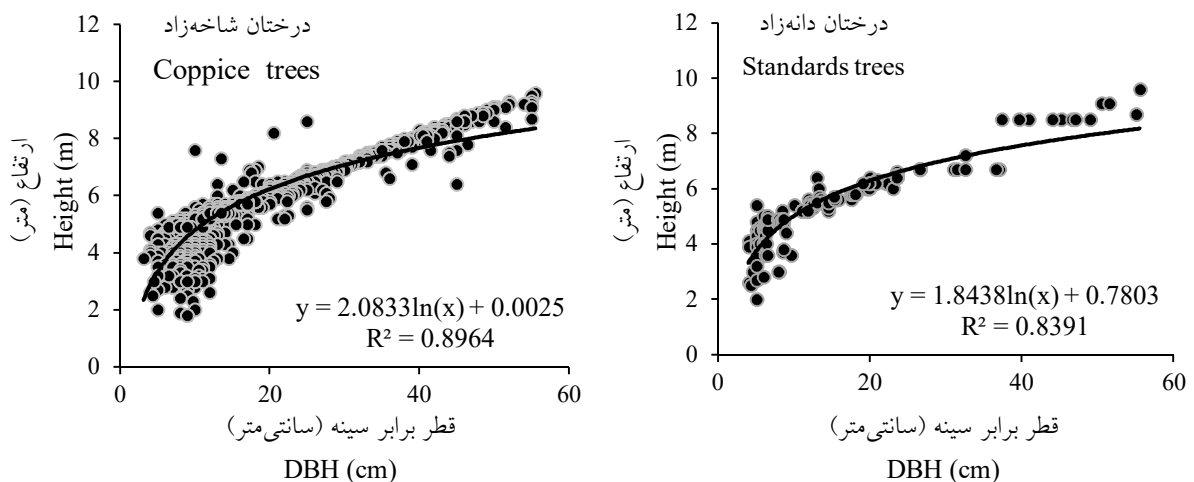 درختان شاخه‌زاد
Coppice trees
ارتفاع (متر)
Height (m)
12
10
8
6
4
2
0
y = 2.0833ln(x) + 0.0025
R² = 0.8964
0 20 40 60
قطر برابر سینه (سانتی‌متر)
DBH (cm)
درختان دانه‌زاد
Standards trees
ارتفاع (متر)
Height (m)
12
10
8
6
4
2
0
y = 1.8438ln(x) + 0.7803
R² = 0.8391
0 20 40 60
قطر برابر سینه (سانتی‌متر)
DBH (cm)